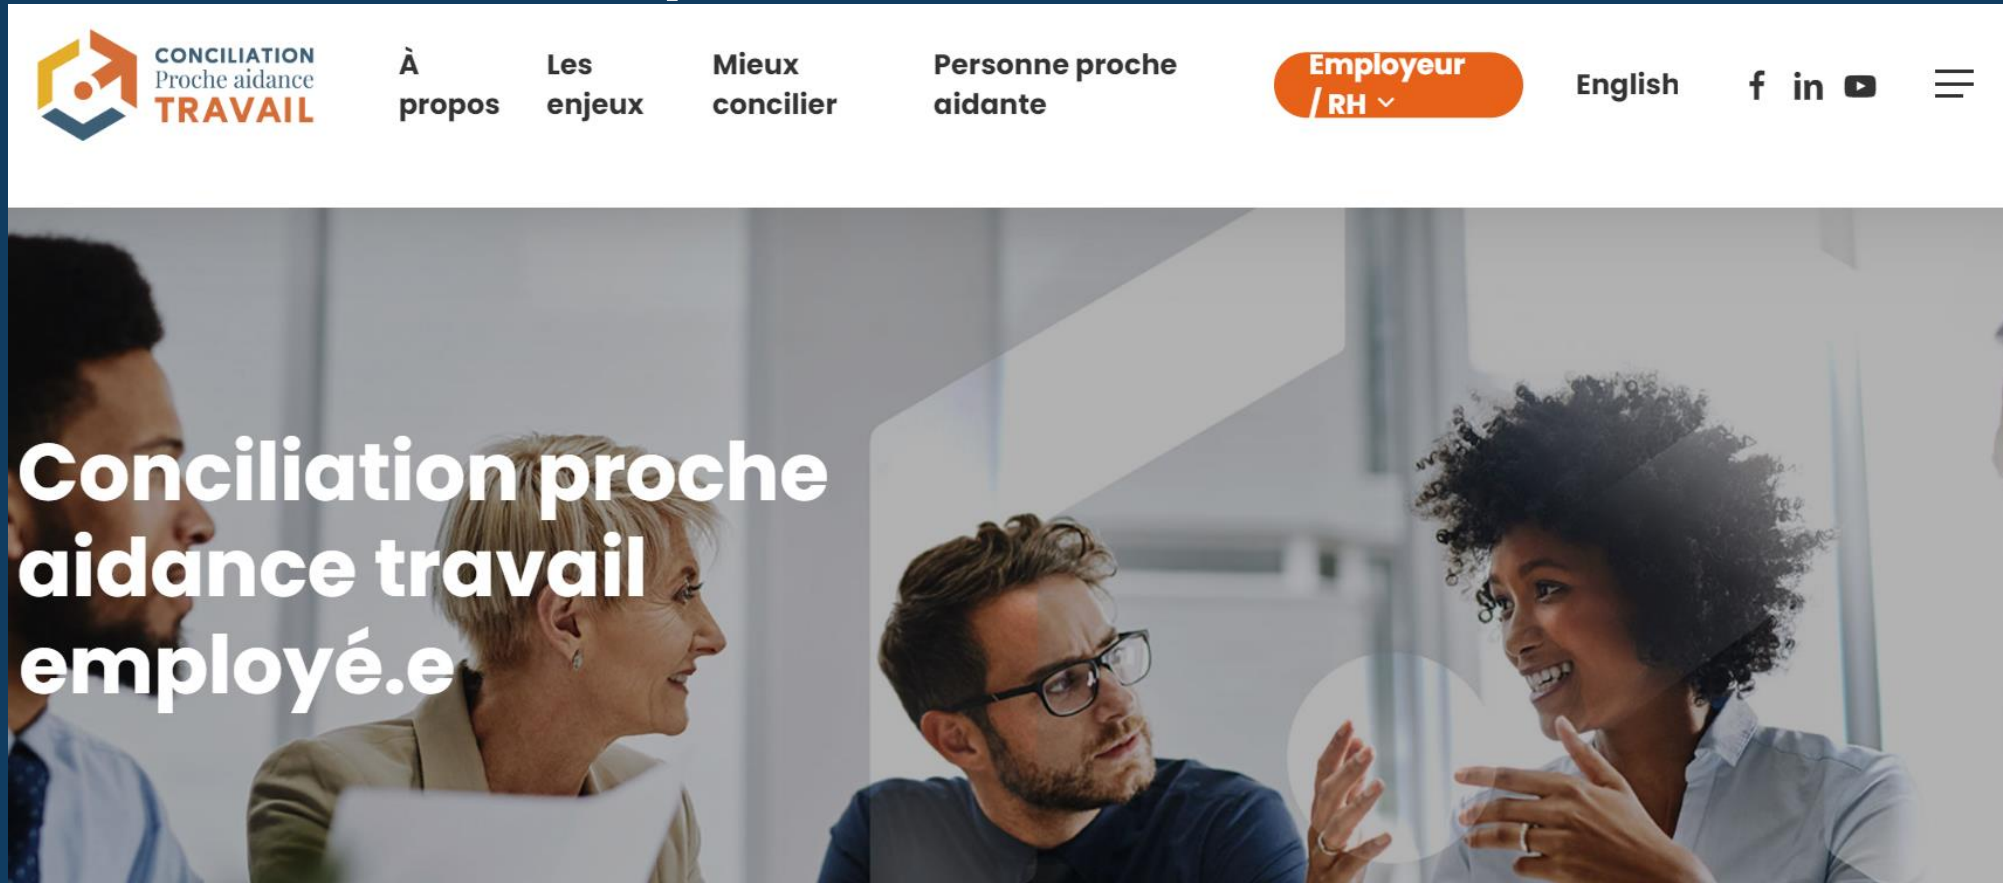 CONCILIATION
Proche aidance
TRAVAIL
À
propos
Les
enjeux
Mieux
concilier
Personne proche
aidante
Employeur
/ RH
English
Conciliation proche
aidance travail
employé.e